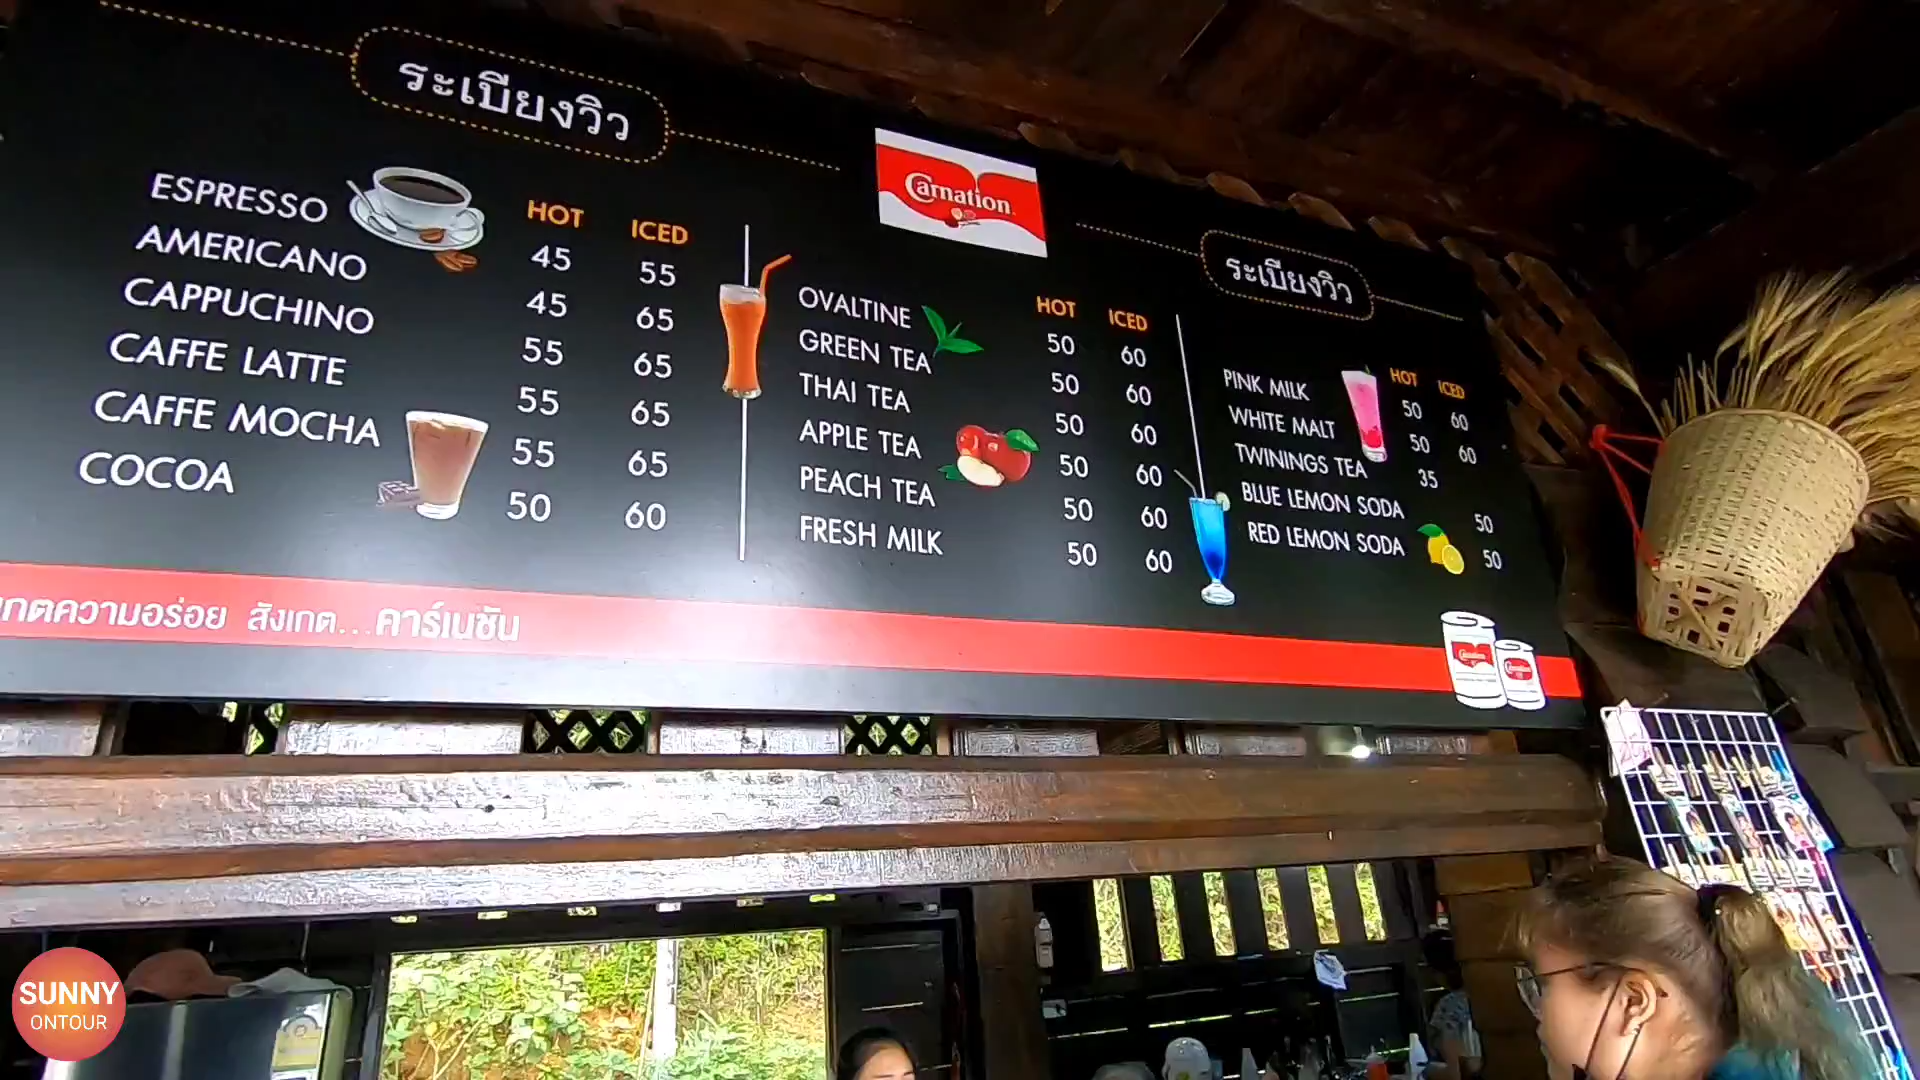 ระเบียงวิว
HOT ICED
ESPRESSO 45 55
AMERICANO 45 65
CAPPUCHINO 55 65
CAFFE LATTE 55 65
CAFFE MOCHA 55 65
COCOA 50 60
Carnation
HOT ICED
OVALTINE 50 60
GREEN TEA 50 60
THAI TEA 50 60
APPLE TEA 50 60
PEACH TEA 50 60
FRESH MILK 50 60
ระเบียงวิว
HOT ICED
PINK MILK 50 60
WHITE MALT 50 60
TWININGS TEA 35
BLUE LEMON SODA 50
RED LEMON SODA 50
เกตความอร่อย สังเกต...คาร์เนชัน
Carnation
Carnation
SUNNY
ONTOUR